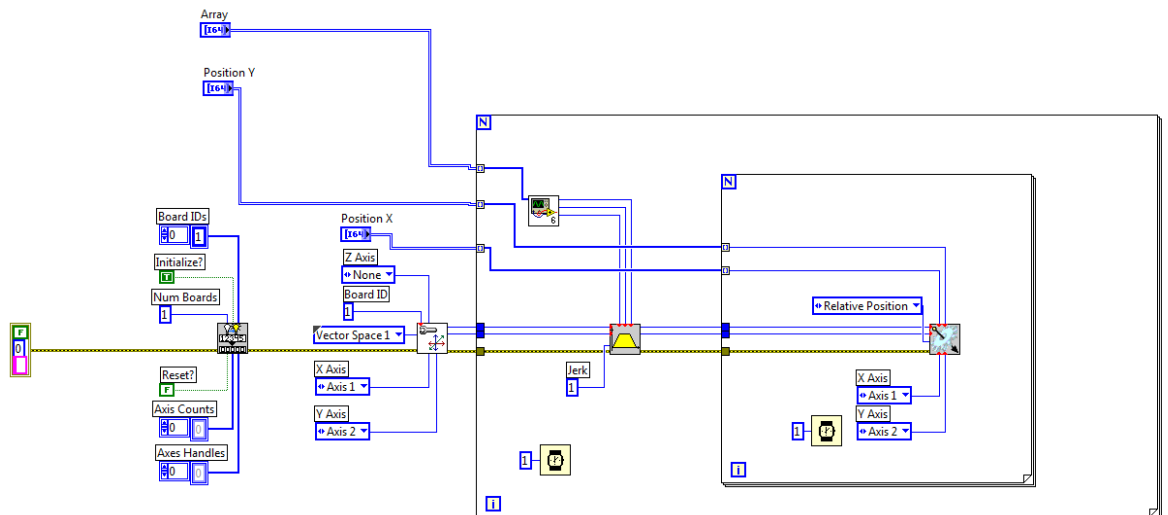 Array
[I64]
Position Y
[I64]
N
N
6
Board IDs
0
1
Position X
[I64]
Initialize?
T
Z Axis
None
Num Boards
1
Board ID
1
Relative Position
F
0
Vector Space 1
Reset?
F
X Axis
Axis 1
Jerk
1
X Axis
Axis 1
Axis Counts
0
0
Y Axis
Axis 2
Y Axis
Axis 2
1
Axes Handles
0
0
1
i
i